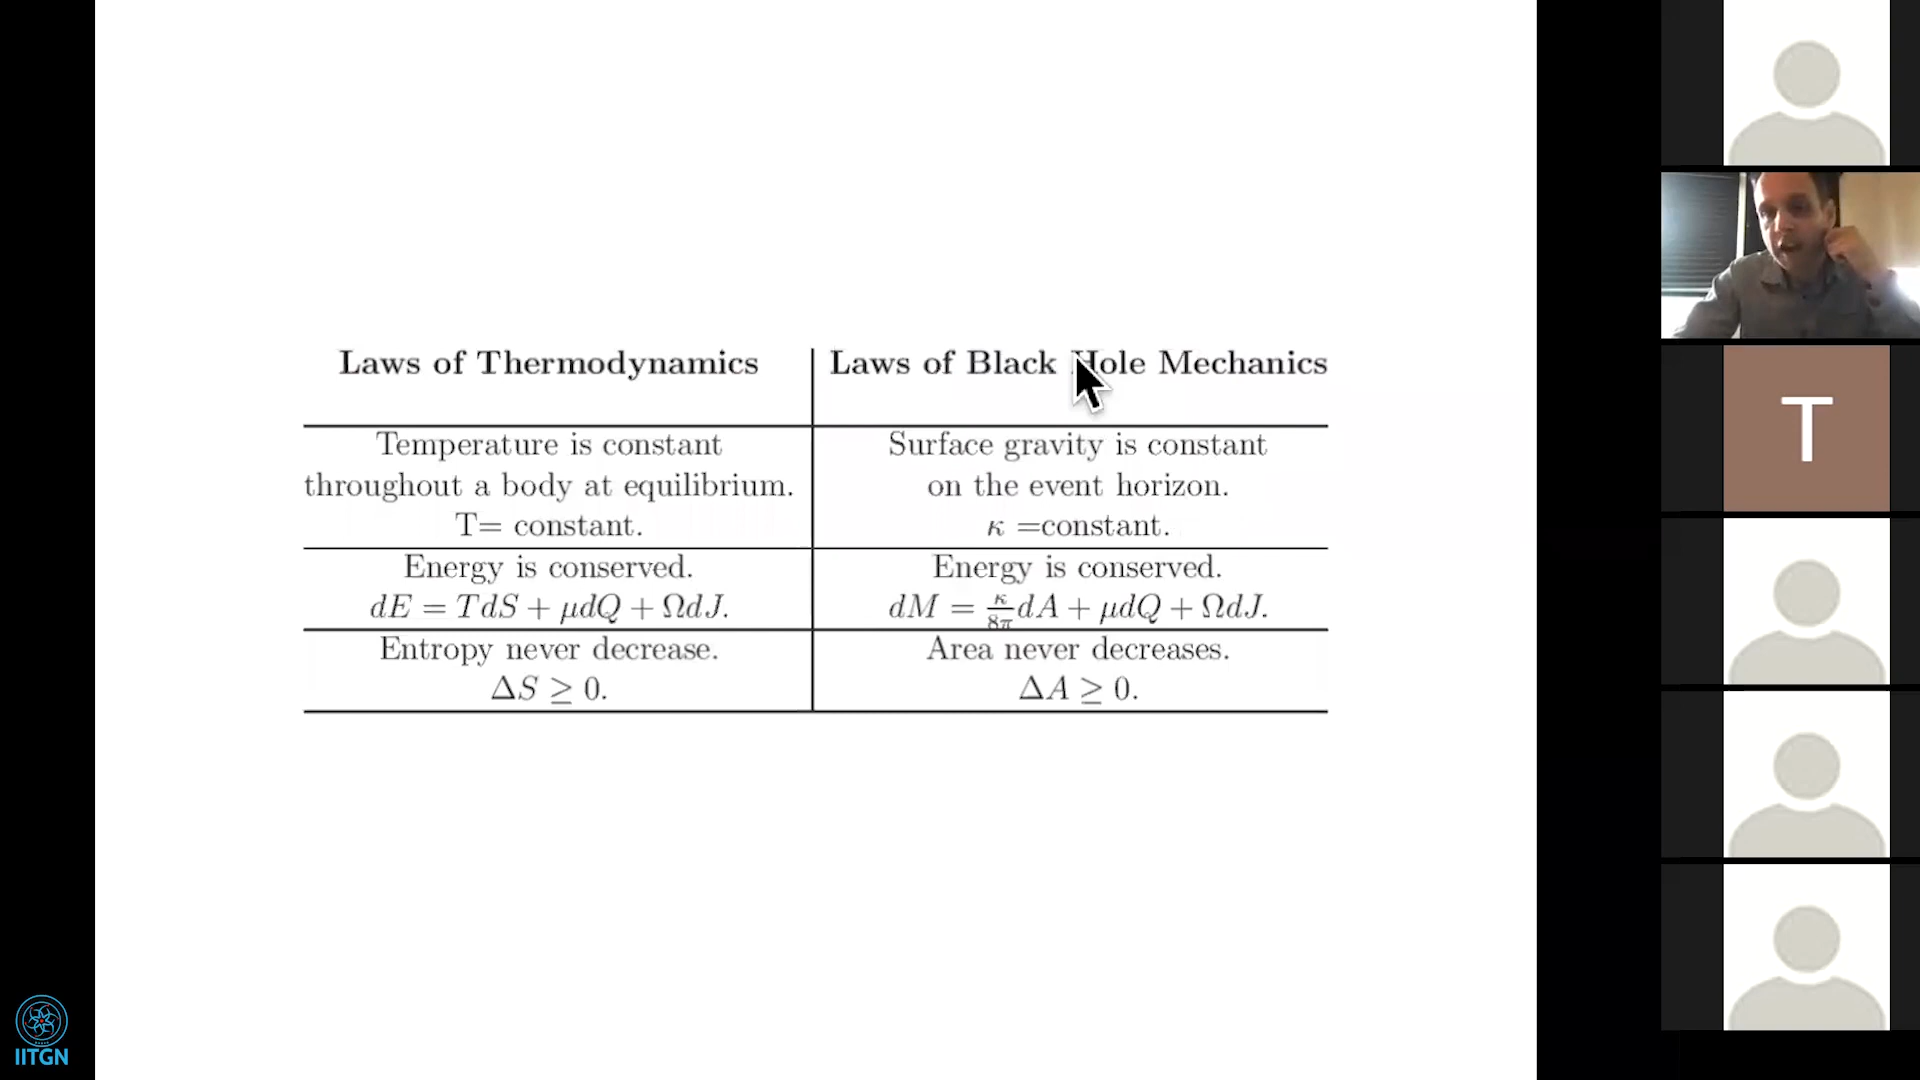 Laws of Thermodynamics
Laws of Black Hole Mechanics
Temperature is constant
throughout a body at equilibrium.
T= constant.
Surface gravity is constant
on the event horizon.
κ =constant.
Energy is conserved.
dE = TdS + μdQ + ΩdJ.
Energy is conserved.
dM = κ/8π dA + μdQ + ΩdJ.
Entropy never decrease.
ΔS ≥ 0.
Area never decreases.
ΔA ≥ 0.
T
IITGN